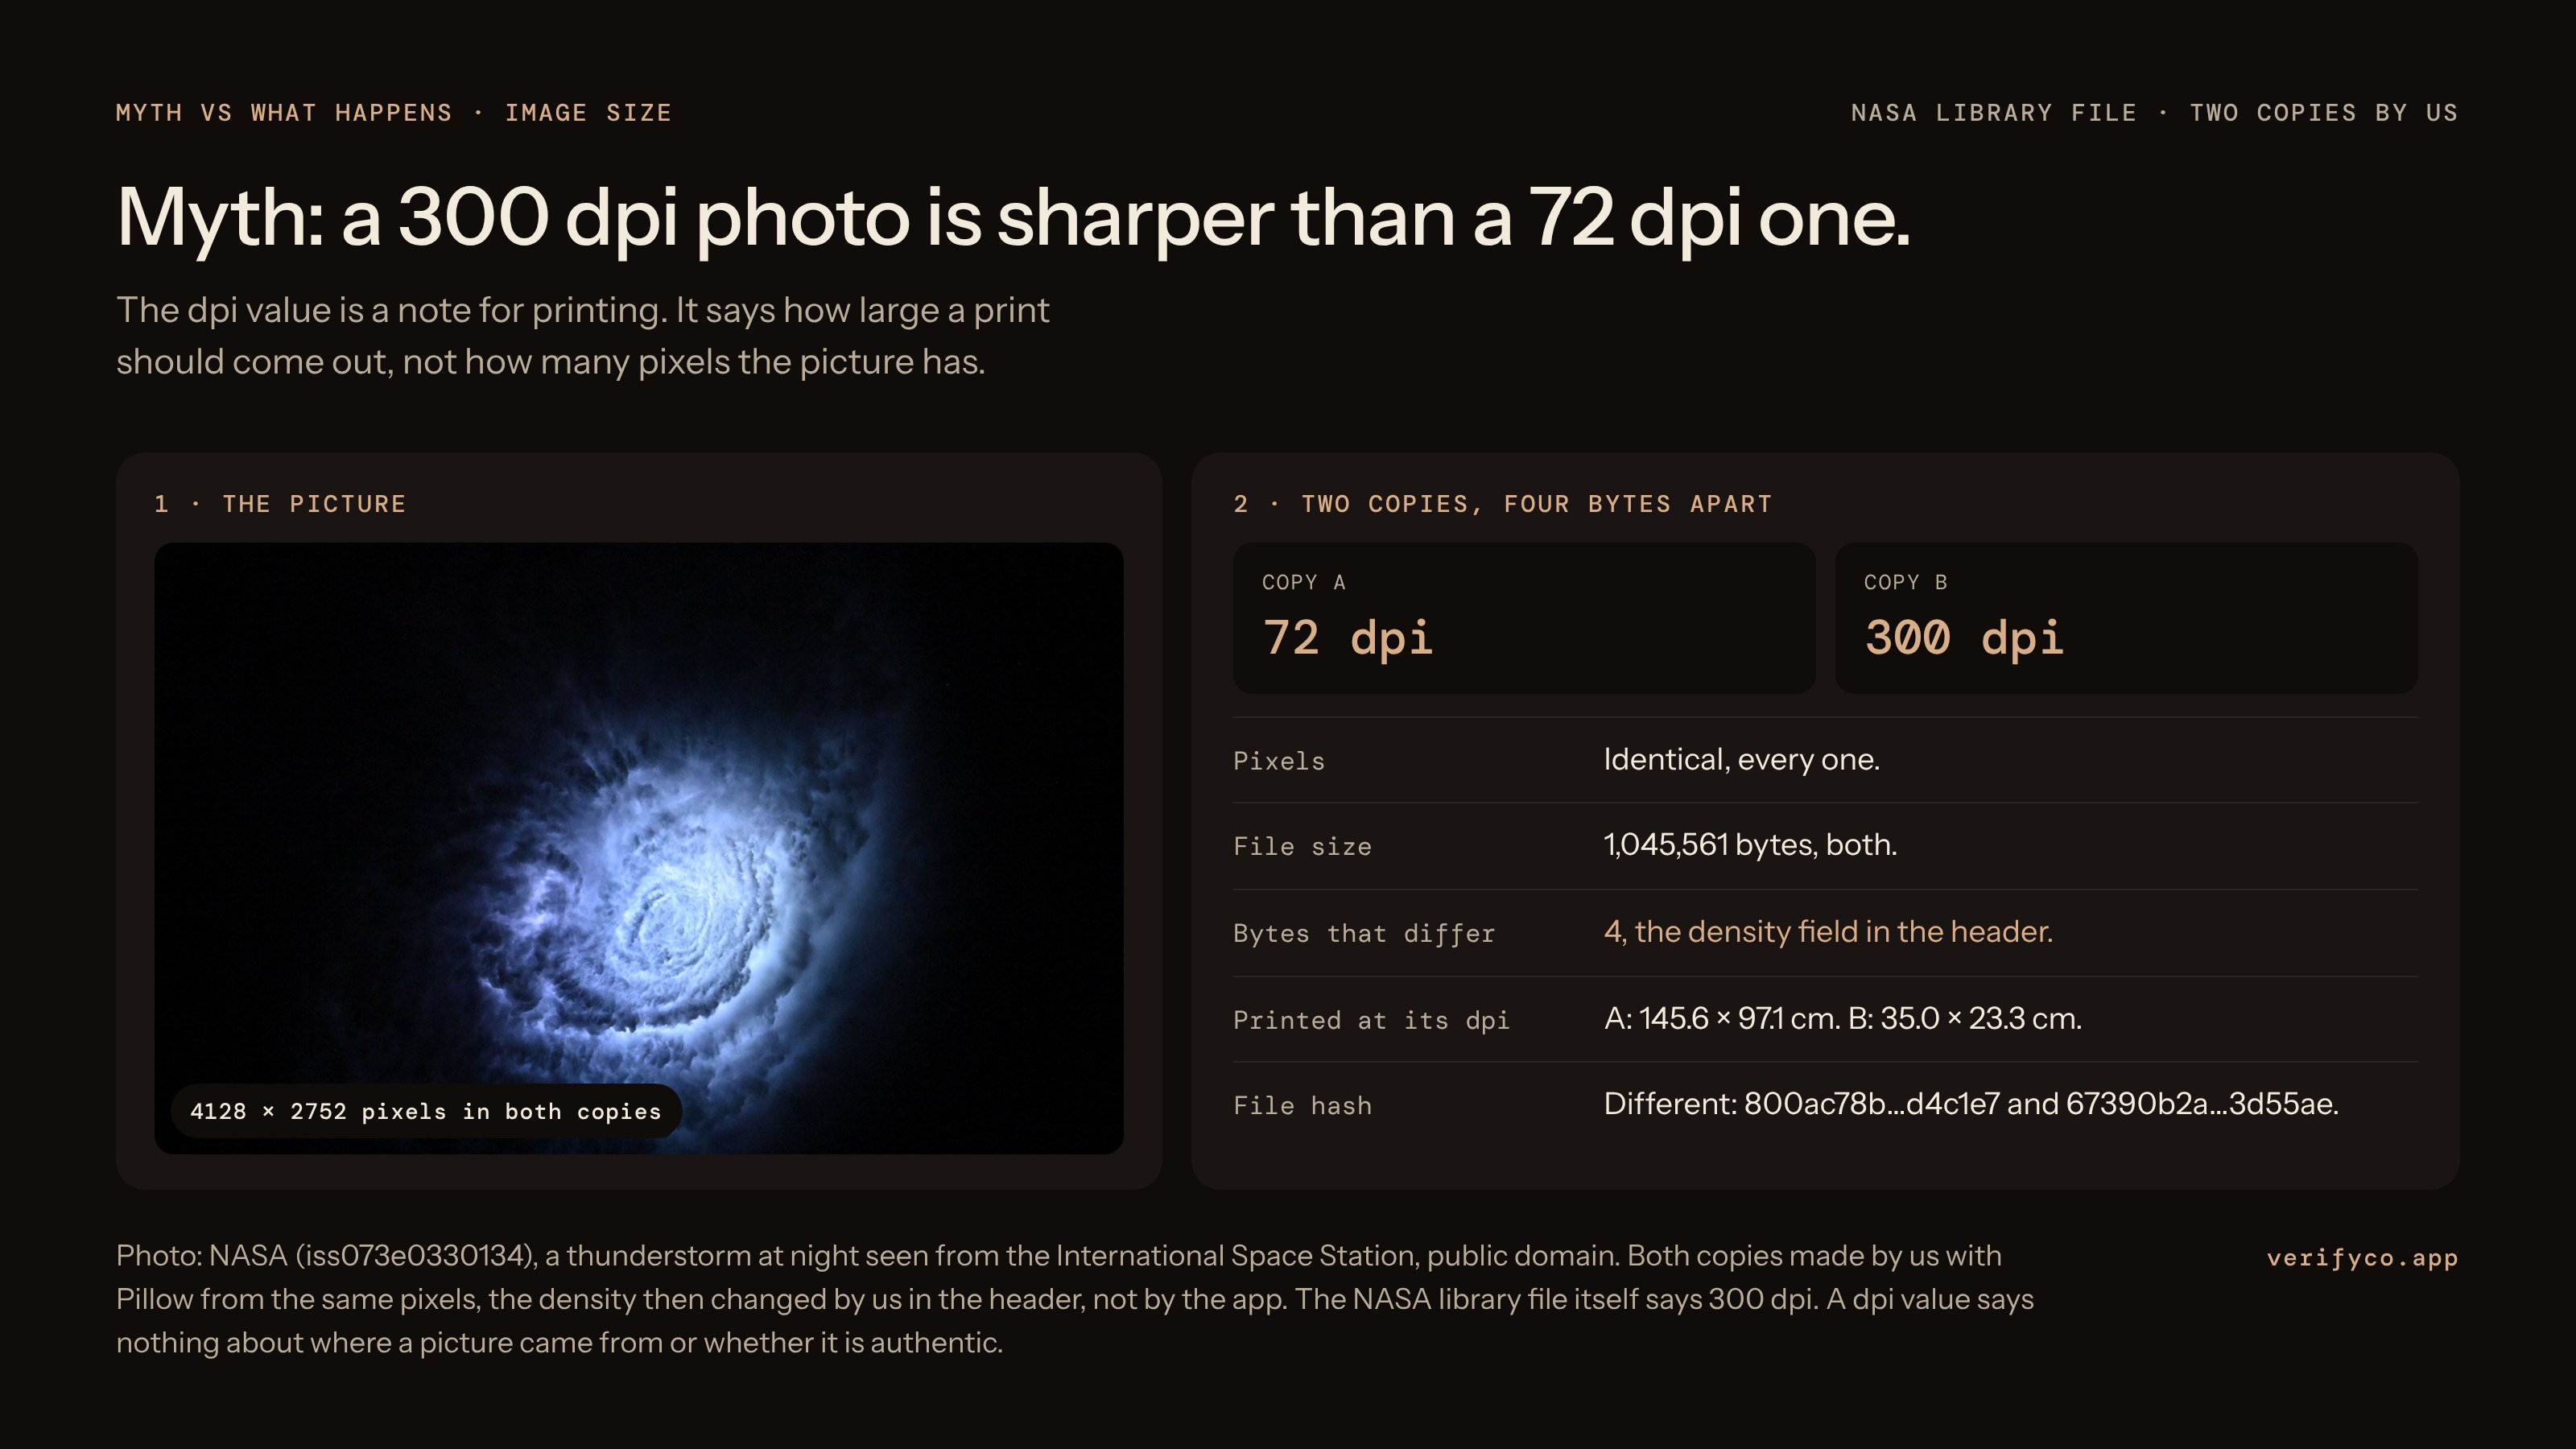 MYTH VS WHAT HAPPENS · IMAGE SIZE
NASA LIBRARY FILE · TWO COPIES BY US
Myth: a 300 dpi photo is sharper than a 72 dpi one.
The dpi value is a note for printing. It says how large a print
should come out, not how many pixels the picture has.
1 · THE PICTURE
4128 × 2752 pixels in both copies
2 · TWO COPIES, FOUR BYTES APART
COPY A
72 dpi
COPY B
300 dpi
Pixels Identical, every one.
File size 1,045,561 bytes, both.
Bytes that differ 4, the density field in the header.
Printed at its dpi A: 145.6 × 97.1 cm. B: 35.0 × 23.3 cm.
File hash Different: 800ac78b…d4c1e7 and 67390b2a…3d55ae.
Photo: NASA (iss073e0330134), a thunderstorm at night seen from the International Space Station, public domain. Both copies made by us with
Pillow from the same pixels, the density then changed by us in the header, not by the app. The NASA library file itself says 300 dpi. A dpi value says
nothing about where a picture came from or whether it is authentic.
verifyco.app